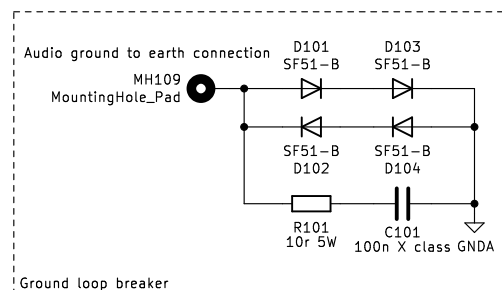 Audio ground to earth connection
MH109
MountingHole_Pad
D101
SF51-B
D103
SF51-B
SF51-B
D102
SF51-B
D104
R101
10r 5W
C101
100n X class
GNDA
Ground loop breaker